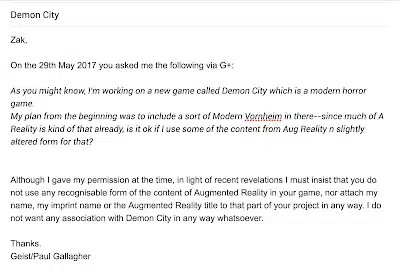 Demon City
Zak,
On the 29th May 2017 you asked me the following via G+:
As you might know, I'm working on a new game called Demon City which is a modern horror
game.
My plan from the beginning was to include a sort of Modern Vornheim in there--since much of A
Reality is kind of that already, is it ok if I use some of the content from Aug Reality n slightly
altered form for that?
Although I gave my permission at the time, in light of recent revelations I must insist that you do
not use any recognisable form of the content of Augmented Reality in your game, nor attach my
name, my imprint name or the Augmented Reality title to that part of your project in any way. I do
not want any association with Demon City in any way whatsoever.
Thanks.
Geist/Paul Gallagher